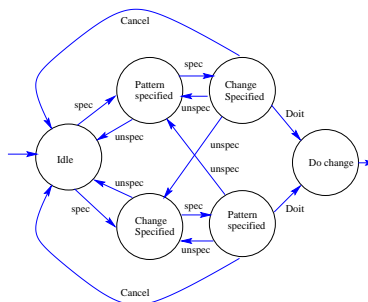 Cancel
spec
Pattern
specified
spec
unspec
Change
Specified
Doit
unspec
Idle
unspec
unspec
Do change
unspec
spec
Change
Specified
spec
unspec
Pattern
specified
Doit
Cancel